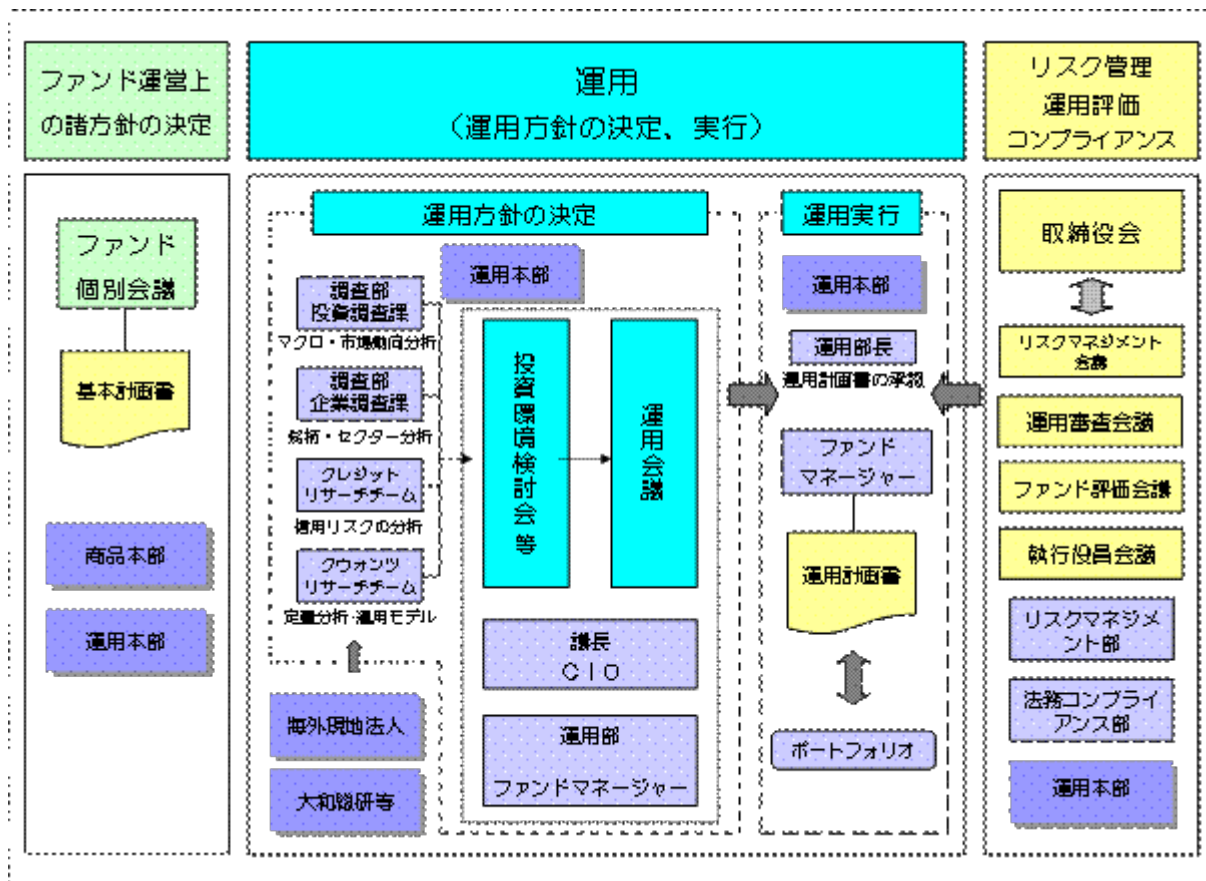 ファンド運営上
の諸方針の決定
運用
（運用方針の決定、実行）
リスク管理
運用評価
コンプライアンス
ファンド
個別会議
基本計画書
商品本部
運用本部
運用方針の決定
運用本部
調査部
投資調査課
マクロ・市場動向分析
調査部
企業調査課
銘柄・セクター分析
クレジット
リサーチチーム
信用リスクの分析
クウォンツ
リサーチチーム
定量分析・運用モデル
海外現地法人
大和総研等
投資環境検討会等
運用会議
議長
ＣＩＯ
運用部
ファンドマネージャー
運用実行
運用本部
運用部長
運用計画書の承認
ファンド
マネージャー
運用計画書
ポートフォリオ
取締役会
リスクマネジメント
会議
運用審査会議
ファンド評価会議
執行役員会議
リスクマネジメ
ント部
法務コンプライ
アンス部
運用本部